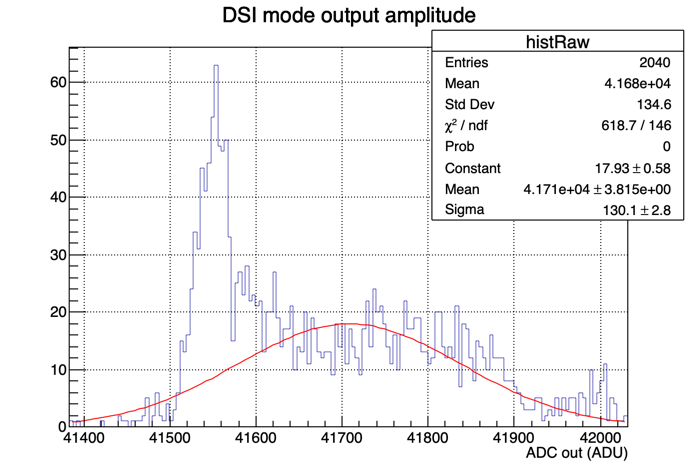 DSI mode output amplitude
histRaw
Entries 2040
Mean 4.168e+04
Std Dev 134.6
χ² / ndf 618.7 / 146
Prob 0
Constant 17.93 ± 0.58
Mean 4.171e+04 ± 3.815e+00
Sigma 130.1 ± 2.8
60
50
40
30
20
10
0
41400 41500 41600 41700 41800 41900 42000
ADC out (ADU)